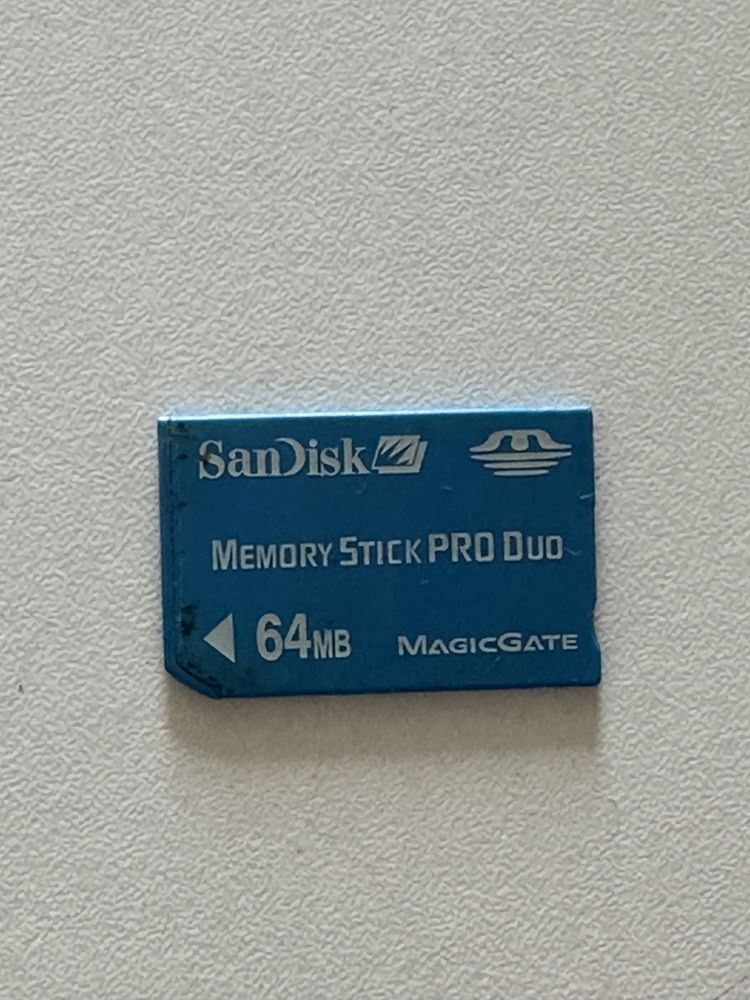 SanDisk
MEMORY STICK PRO DUO
64MB MAGICGATE